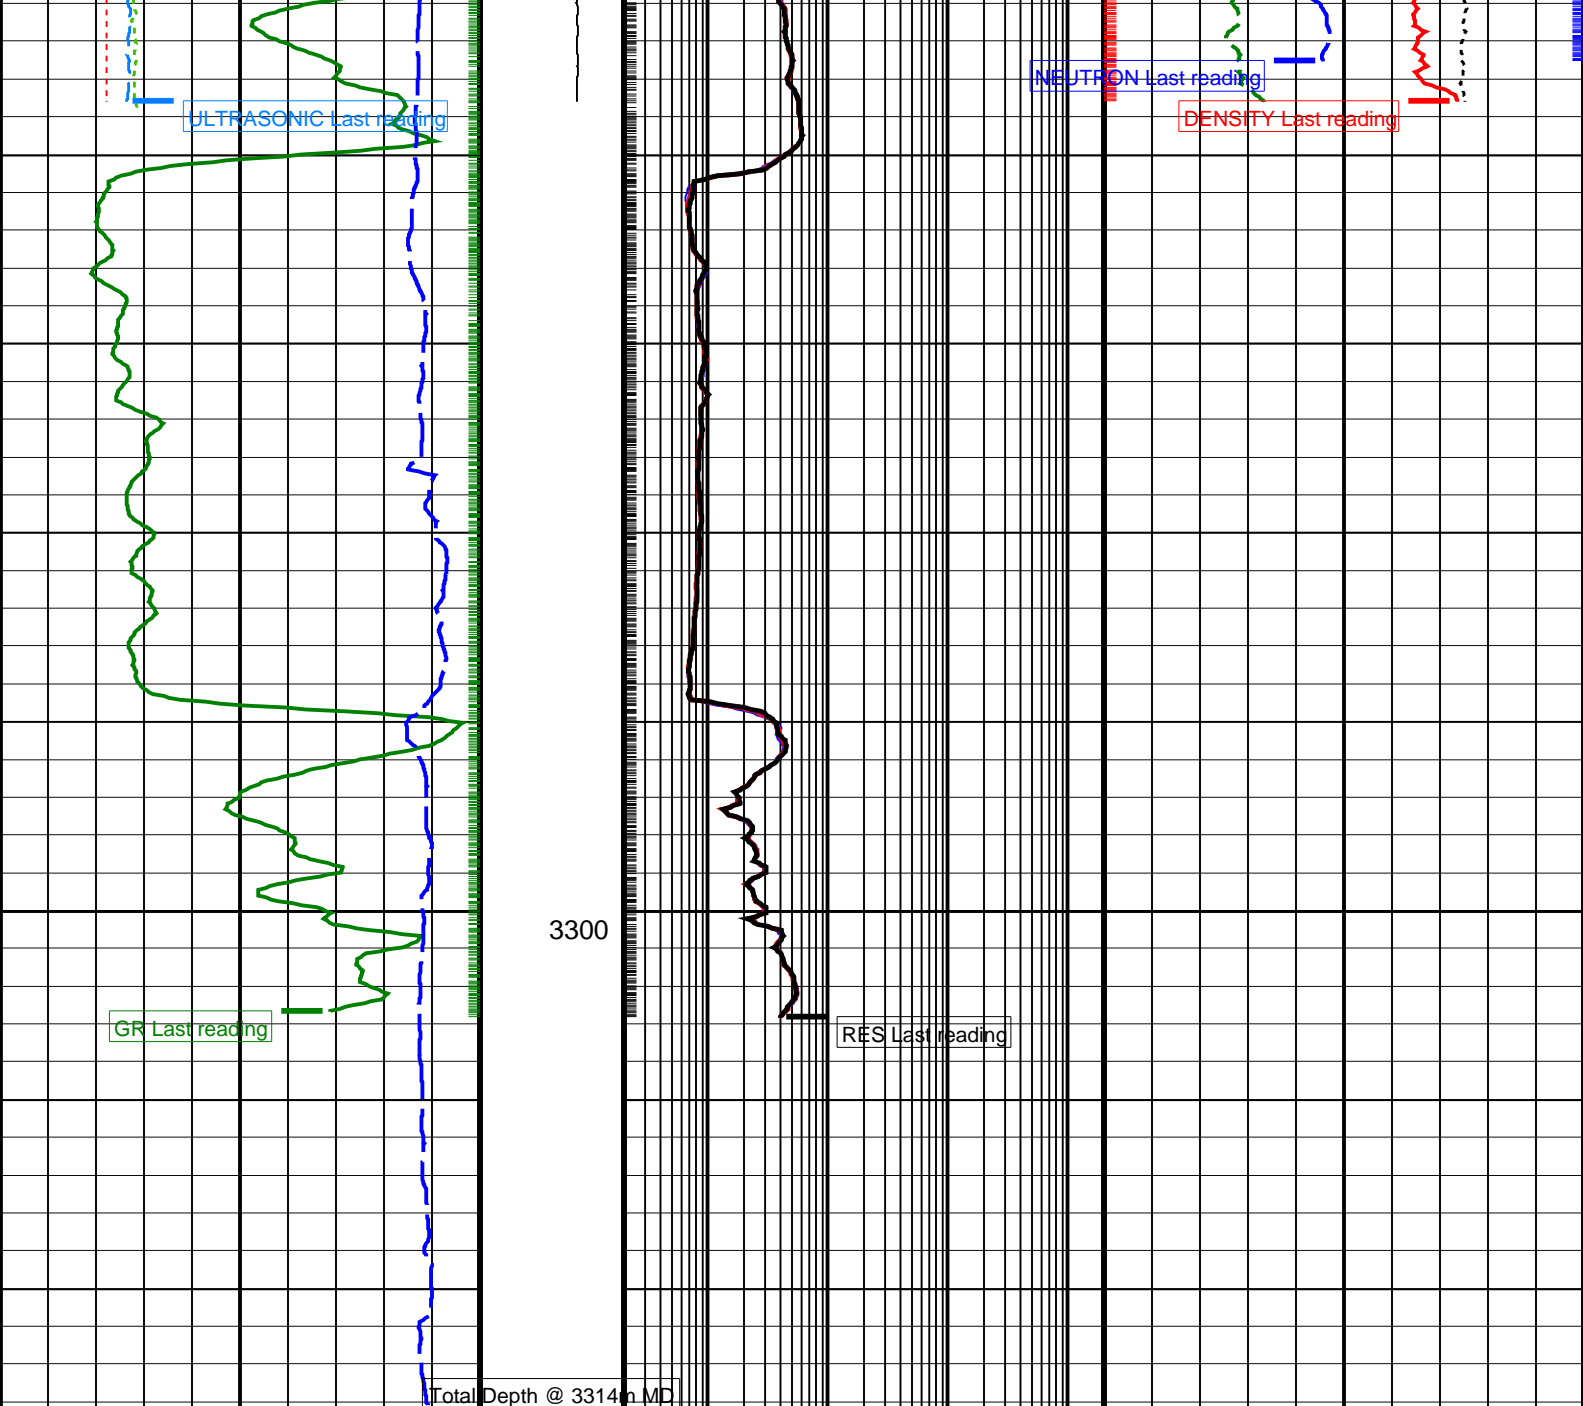 NEUTRON Last reading
ULTRASONIC Last reading
DENSITY Last reading
3300
GR Last reading
RES Last reading
Total Depth @ 3314m MD